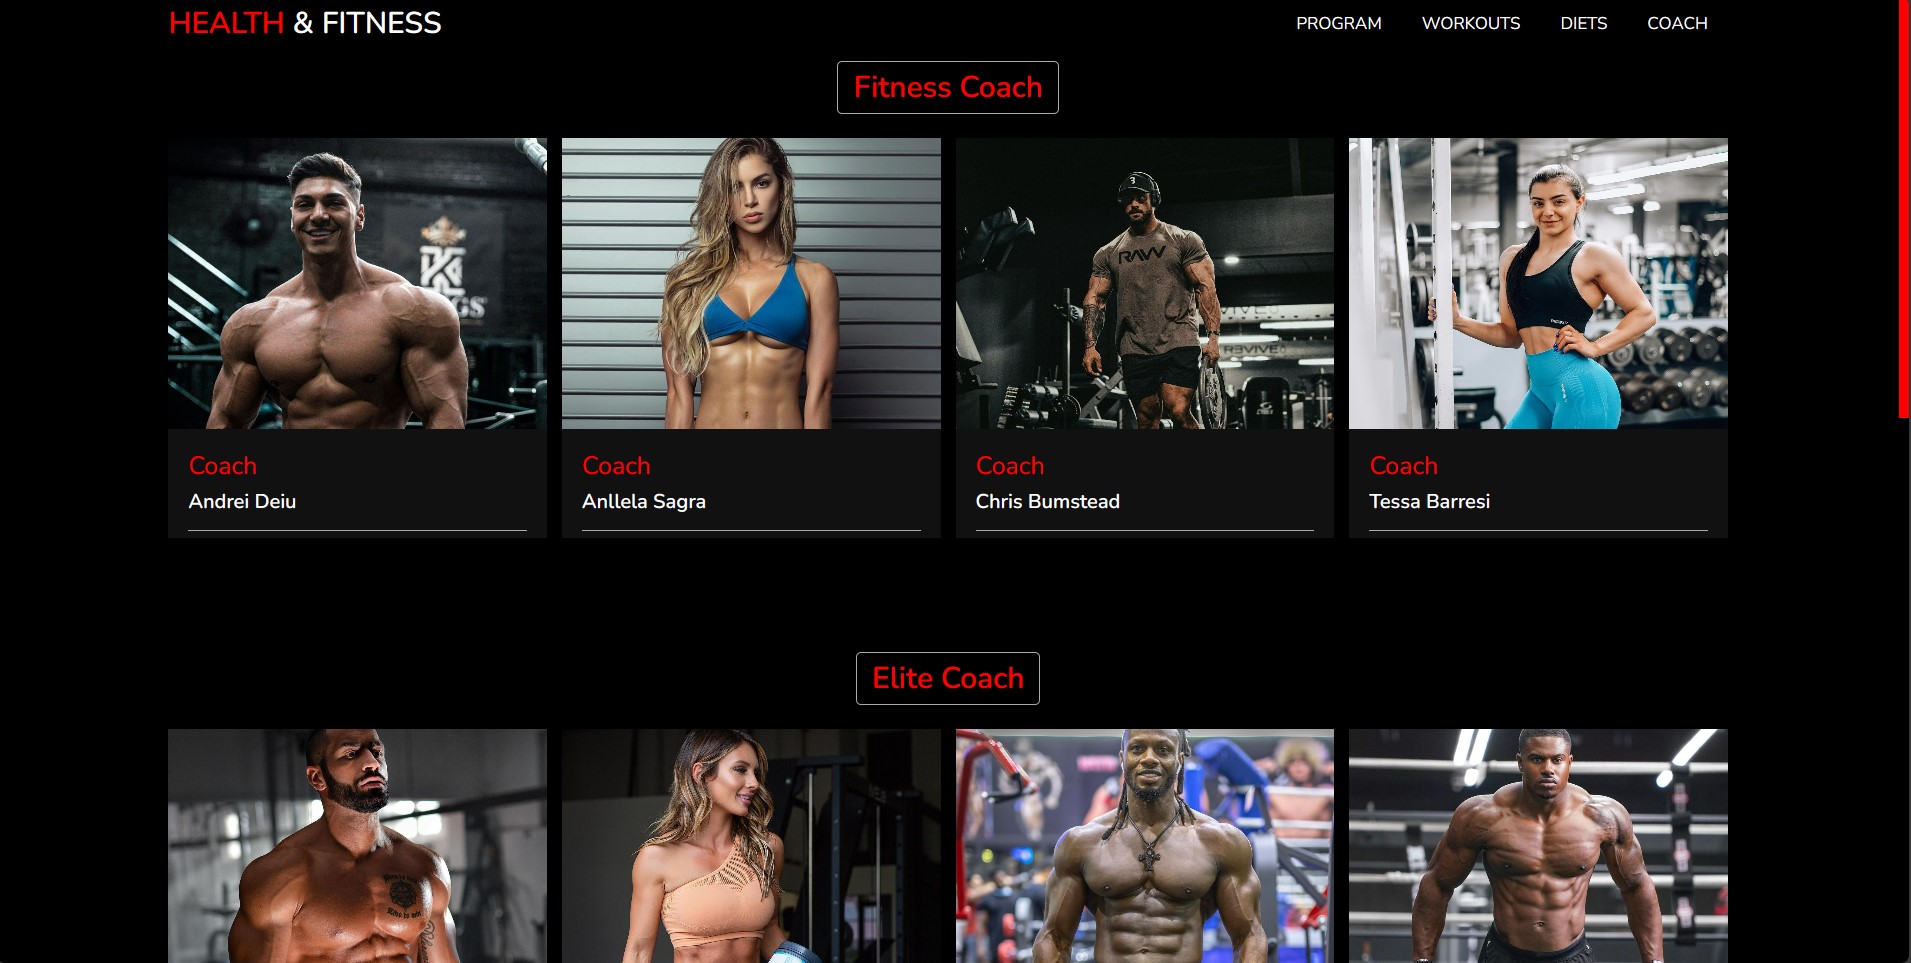 HEALTH & FITNESS
PROGRAM
WORKOUTS
DIETS
COACH
Fitness Coach
RAW
REVIVE
Coach
Andrei Deiu
Coach
Anllela Sagra
Coach
Chris Bumstead
Coach
Tessa Barresi
Elite Coach